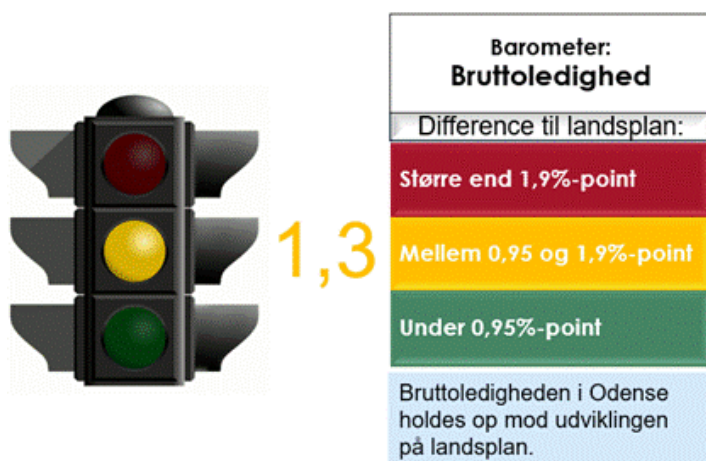 1,3
Barometer:
Bruttoledighed
Difference til landsplan:
Større end 1,9%-point
Mellem 0,95 og 1,9%-point
Under 0,95%-point
Bruttoledigheden i Odense
holdes op mod udviklingen
på landsplan.